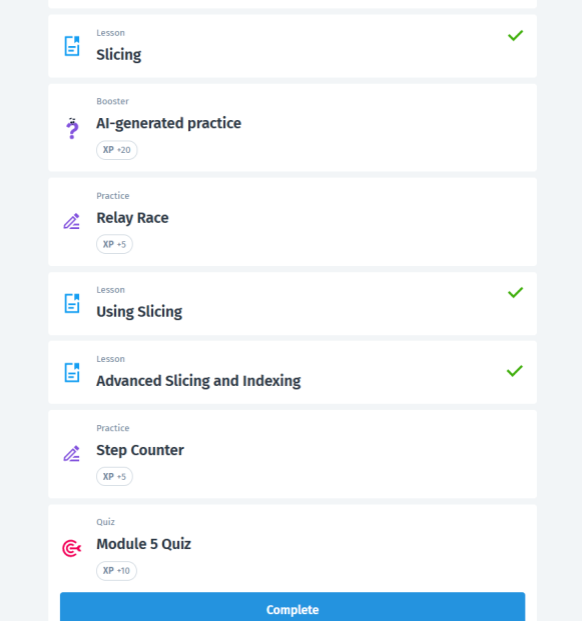 Lesson
Slicing
Booster
AI-generated practice
XP +20
Practice
Relay Race
XP +5
Lesson
Using Slicing
Lesson
Advanced Slicing and Indexing
Practice
Step Counter
XP +5
Quiz
Module 5 Quiz
XP +10
Complete